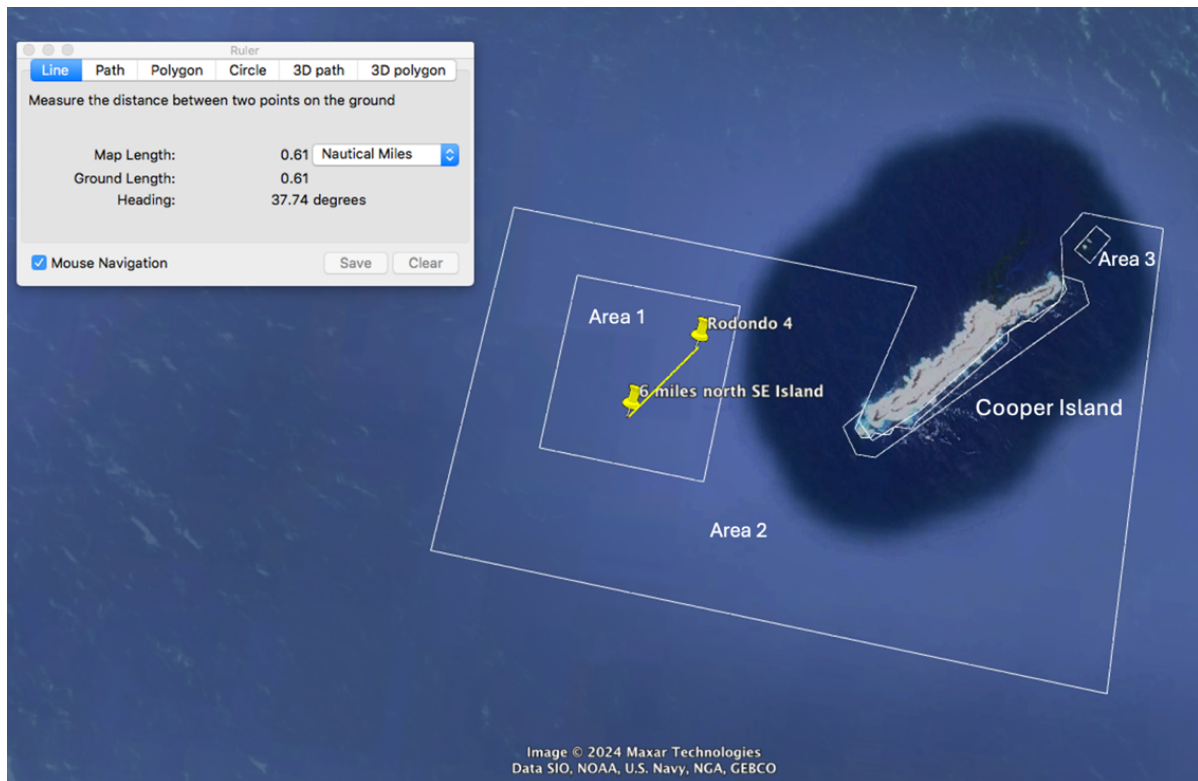 Ruler
Line Path Polygon Circle 3D path 3D polygon
Measure the distance between two points on the ground
Map Length: 0.61 Nautical Miles
Ground Length: 0.61
Heading: 37.74 degrees
Mouse Navigation Save Clear
Area 3
Area 1
Rodondo 4
6 miles north SE Island
Cooper Island
Area 2
Image © 2024 Maxar Technologies
Data SIO, NOAA, U.S. Navy, NGA, GEBCO